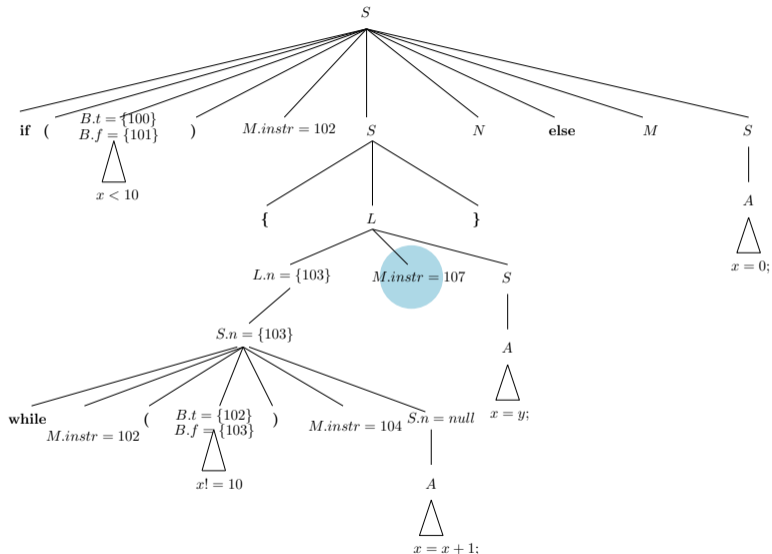 S
B.t = {100}
if ( B.f = {101} ) M.instr = 102 S N else M S
x < 10
A
{ L }
x = 0;
L.n = {103} M.instr = 107 S
S.n = {103}
A
B.t = {102}
while ( ) S.n = null x = y;
M.instr = 102 B.f = {103} M.instr = 104
x! = 10
A
x = x + 1;